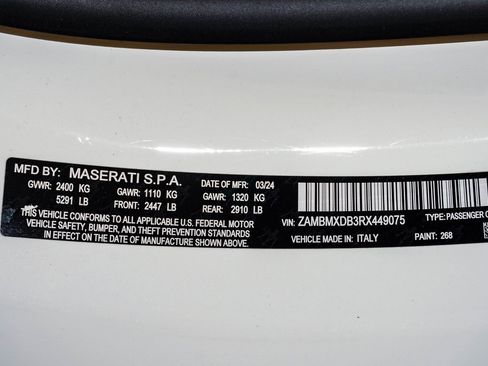 MFD BY: MASERATI S.P.A. DATE OF MFR: 03/24
GVWR: 2400 KG GAWR: 1110 KG GAWR: 1320 KG
5291 LB FRONT: 2447 LB REAR: 2910 LB
THIS VEHICLE CONFORMS TO ALL APPLICABLE U.S. FEDERAL MOTOR
VEHICLE SAFETY, BUMPER, AND THEFT PREVENTION STANDARDS
IN EFFECT ON THE DATE OF MANUFACTURE SHOWN ABOVE.
VIN: ZAMBMXDB3RX449075 TYPE: PASSENGER
MADE IN: ITALY PAINT: 268